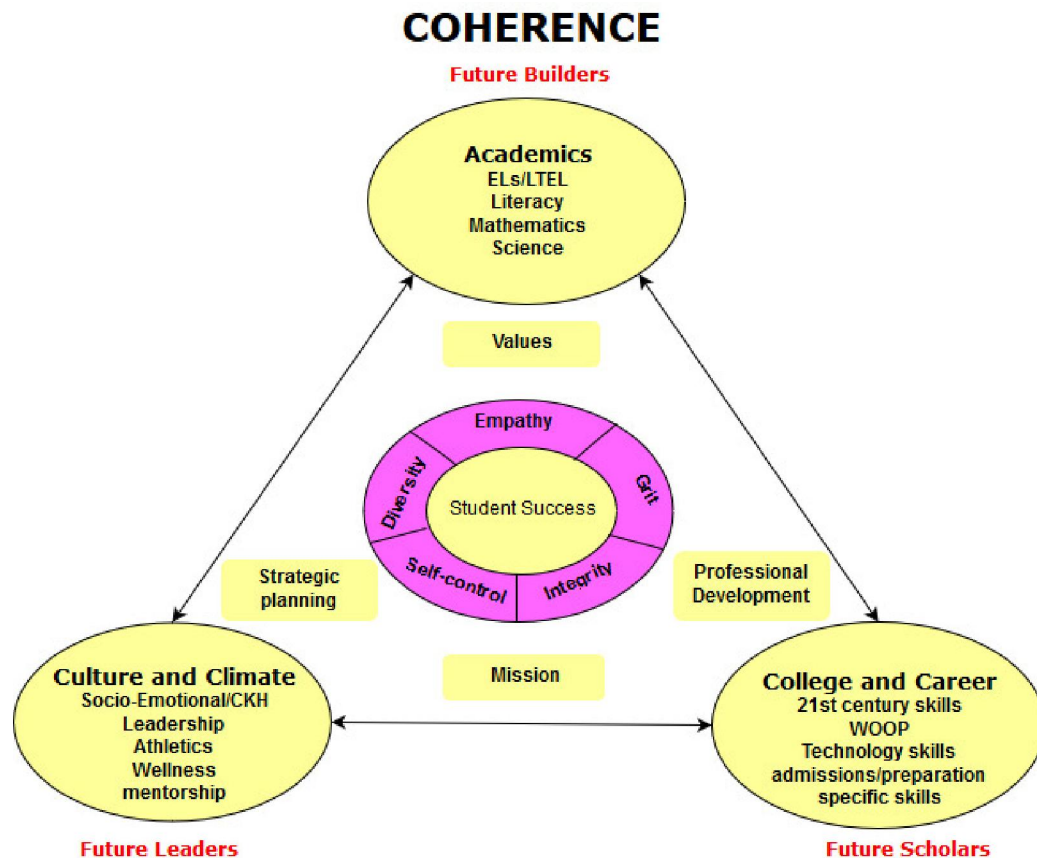 COHERENCE
Future Builders
Academics
ELs/LTEL
Literacy
Mathematics
Science
Values
Empathy
Diversity
Grit
Student Success
Self-control
Integrity
Strategic
planning
Professional
Development
Mission
Culture and Climate
Socio-Emotional/CKH
Leadership
Athletics
Wellness
mentorship
College and Career
21st century skills
WOOP
Technology skills
admissions/preparation
specific skills
Future Leaders
Future Scholars